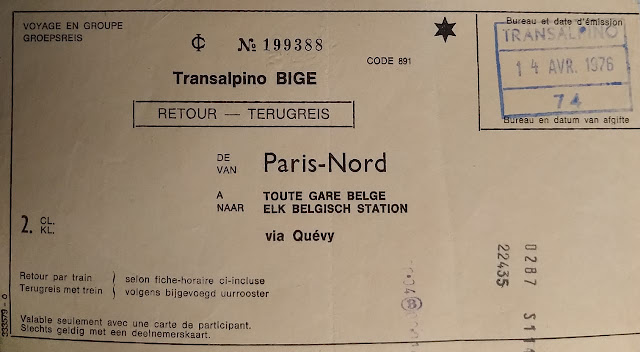 VOYAGE EN GROUPE
GROEPSREIS
№ 199388
CODE 891
Transalpino BIGE
RETOUR — TERUGREIS
Bureau et date d'émission
TRANSALPINO
14 AVR. 1976
74
Bureau en datum van afgifte
DE
VAN
Paris-Nord
A
NAAR
TOUTE GARE BELGE
ELK BELGISCH STATION
via Quévy
2. CL.
KL.
Retour par train } selon fiche-horaire ci-incluse
Terugreis met trein } volgens bijgevoegd uurrooster
Valable seulement avec une carte de participant.
Slechts geldig met een deelnemerskaart.
333579 - 0
0287
22435